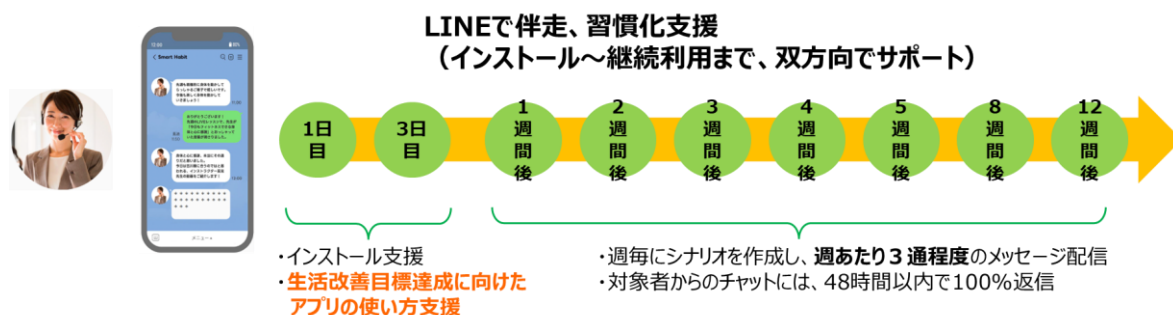 LINEで伴走、習慣化支援
（インストール～継続利用まで、双方向でサポート）
Smart Habit
メニュー
1日
目
3日
目
1
週
間
後
2
週
間
後
3
週
間
後
4
週
間
後
5
週
間
後
8
週
間
後
12
週
間
後
・インストール支援
・生活改善目標達成に向けた
アプリの使い方支援
・週毎にシナリオを作成し、週あたり３通程度のメッセージ配信
・対象者からのチャットには、48時間以内で100%返信